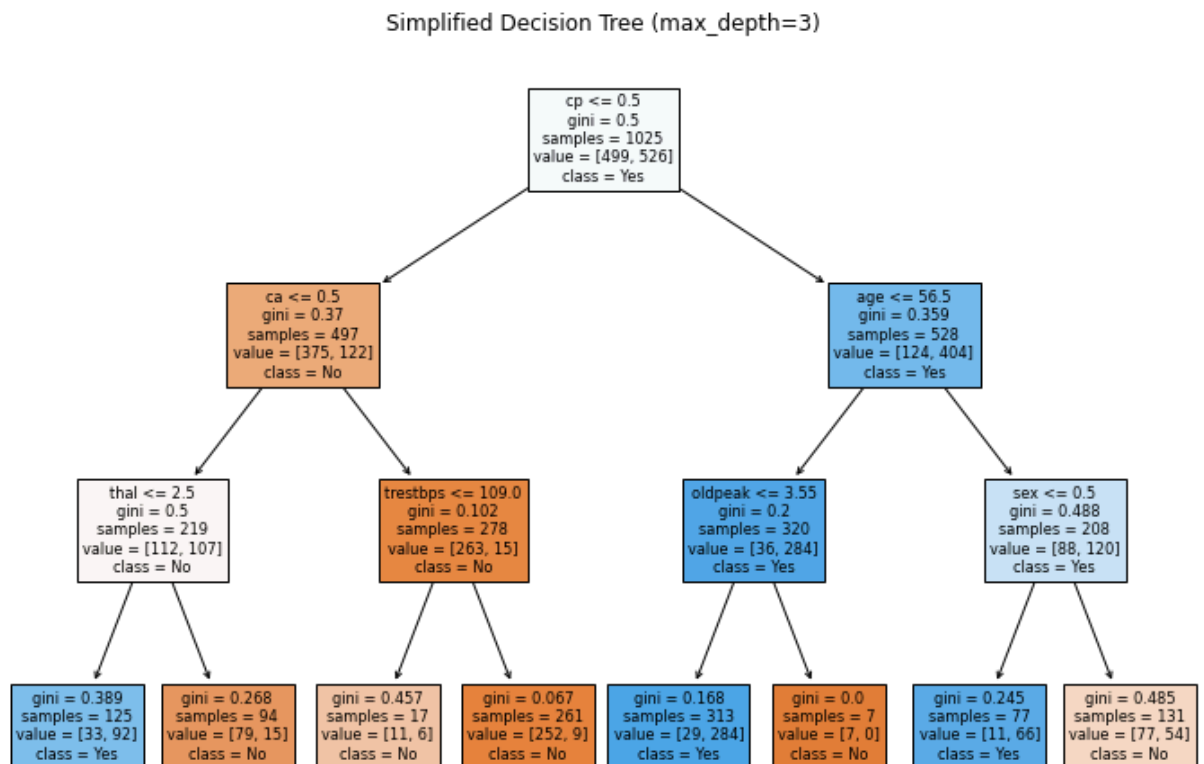 Simplified Decision Tree (max_depth=3)
cp <= 0.5
gini = 0.5
samples = 1025
value = [499, 526]
class = Yes
ca <= 0.5
gini = 0.37
samples = 497
value = [375, 122]
class = No
age <= 56.5
gini = 0.359
samples = 528
value = [124, 404]
class = Yes
thal <= 2.5
gini = 0.5
samples = 219
value = [112, 107]
class = No
trestbps <= 109.0
gini = 0.102
samples = 278
value = [263, 15]
class = No
oldpeak <= 3.55
gini = 0.2
samples = 320
value = [36, 284]
class = Yes
sex <= 0.5
gini = 0.488
samples = 208
value = [88, 120]
class = Yes
gini = 0.389
samples = 125
value = [33, 92]
class = Yes
gini = 0.268
samples = 94
value = [79, 15]
class = No
gini = 0.457
samples = 17
value = [11, 6]
class = No
gini = 0.067
samples = 261
value = [252, 9]
class = No
gini = 0.168
samples = 313
value = [29, 284]
class = Yes
gini = 0.0
samples = 7
value = [7, 0]
class = No
gini = 0.245
samples = 77
value = [11, 66]
class = Yes
gini = 0.485
samples = 131
value = [77, 54]
class = No